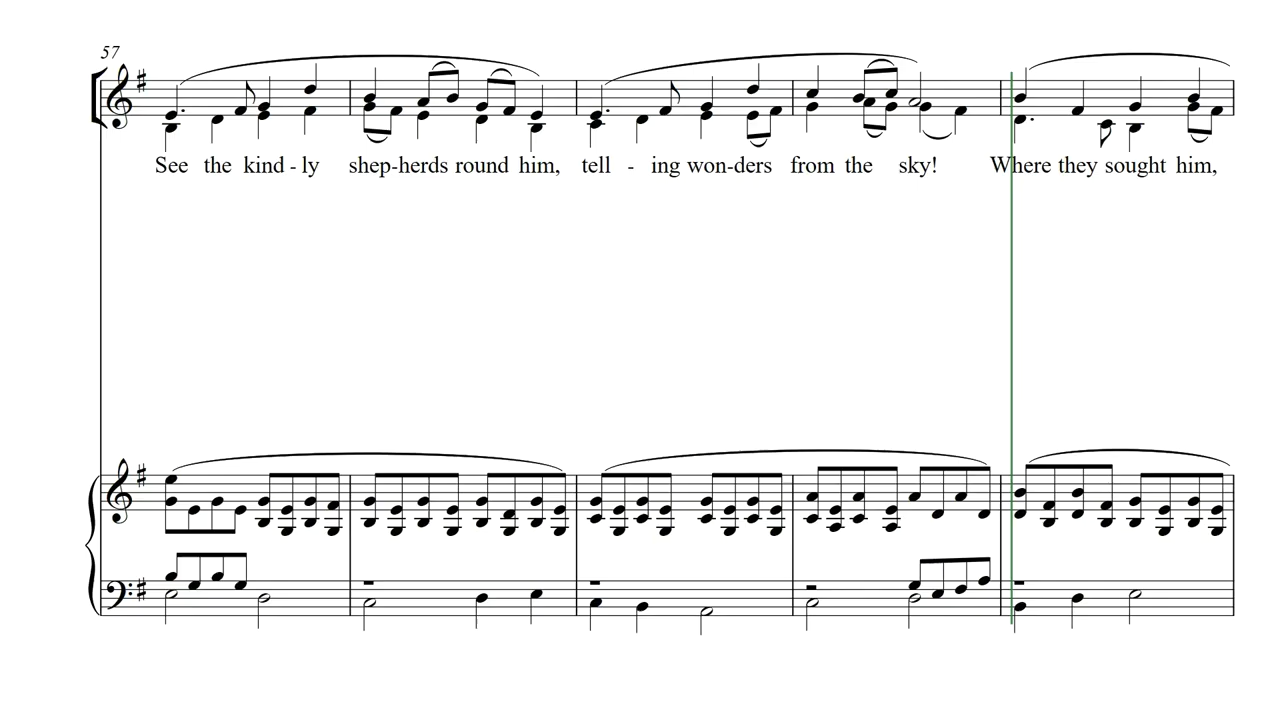 57
See the kind - ly shep-herds round him, tell - ing won-ders from the sky! Where they sought him,